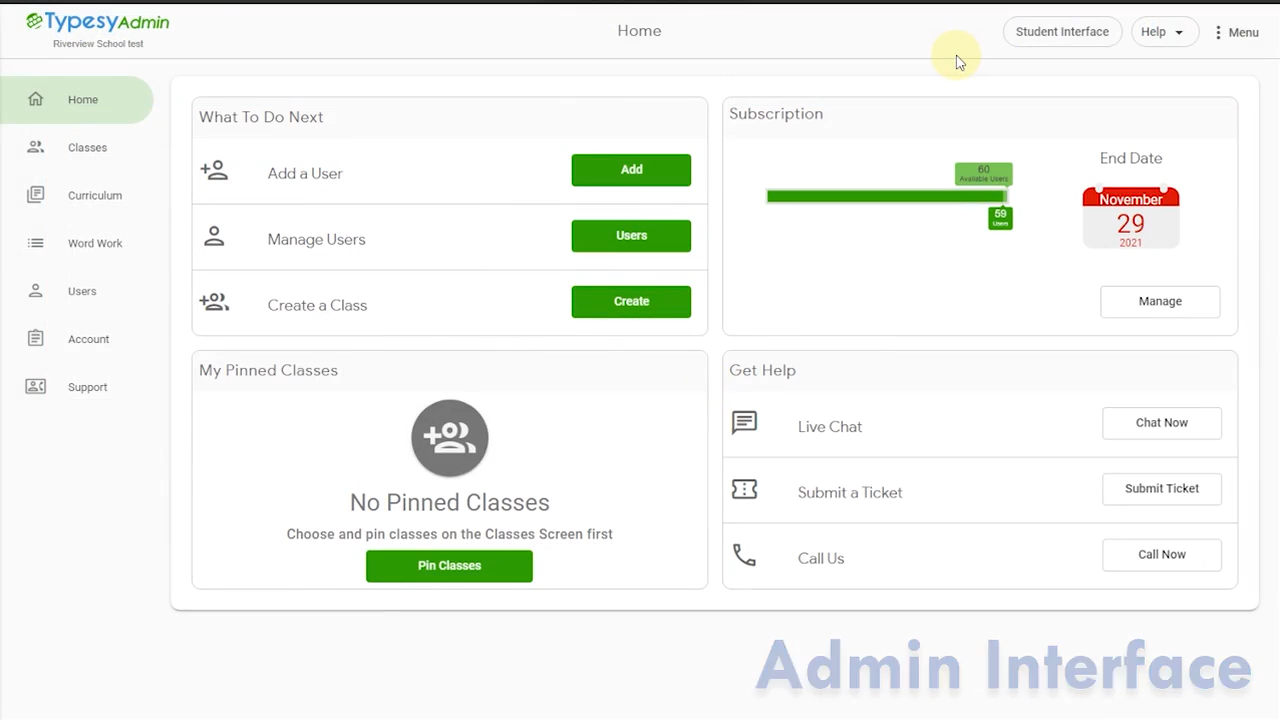 TypesyAdmin
Riverview School test
Home
Student Interface
Help
Menu
Home
Classes
Curriculum
Word Work
Users
Account
Support
What To Do Next
Add a User
Add
Manage Users
Users
Create a Class
Create
Subscription
60
Available Users
59
Users
End Date
November
29
2021
Manage
My Pinned Classes
No Pinned Classes
Choose and pin classes on the Classes Screen first
Pin Classes
Get Help
Live Chat
Chat Now
Submit a Ticket
Submit Ticket
Call Us
Call Now
Admin Interface